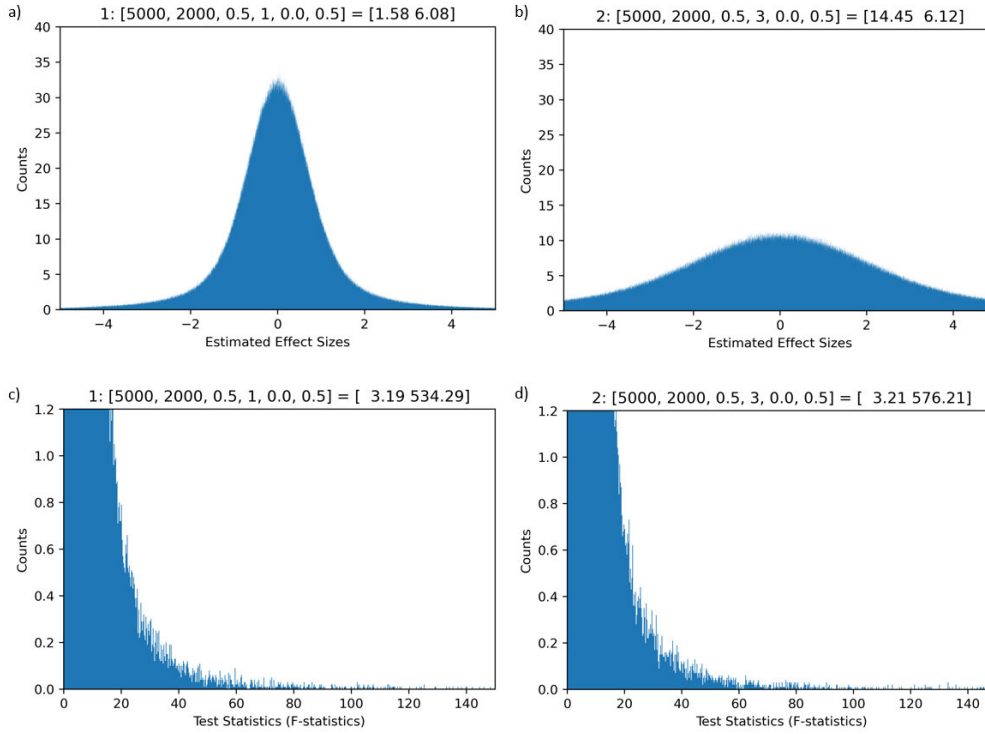 a)
1: [5000, 2000, 0.5, 1, 0.0, 0.5] = [1.58 6.08]
40
35
30
25
20
15
10
5
0
Counts
−4 −2 0 2 4
Estimated Effect Sizes
b)
2: [5000, 2000, 0.5, 3, 0.0, 0.5] = [14.45 6.12]
40
35
30
25
20
15
10
5
0
Counts
−4 −2 0 2 4
Estimated Effect Sizes
c)
1: [5000, 2000, 0.5, 1, 0.0, 0.5] = [ 3.19 534.29]
1.2
1.0
0.8
0.6
0.4
0.2
0.0
Counts
0 20 40 60 80 100 120 140
Test Statistics (F-statistics)
d)
2: [5000, 2000, 0.5, 3, 0.0, 0.5] = [ 3.21 576.21]
1.2
1.0
0.8
0.6
0.4
0.2
0.0
Counts
0 20 40 60 80 100 120 140
Test Statistics (F-statistics)